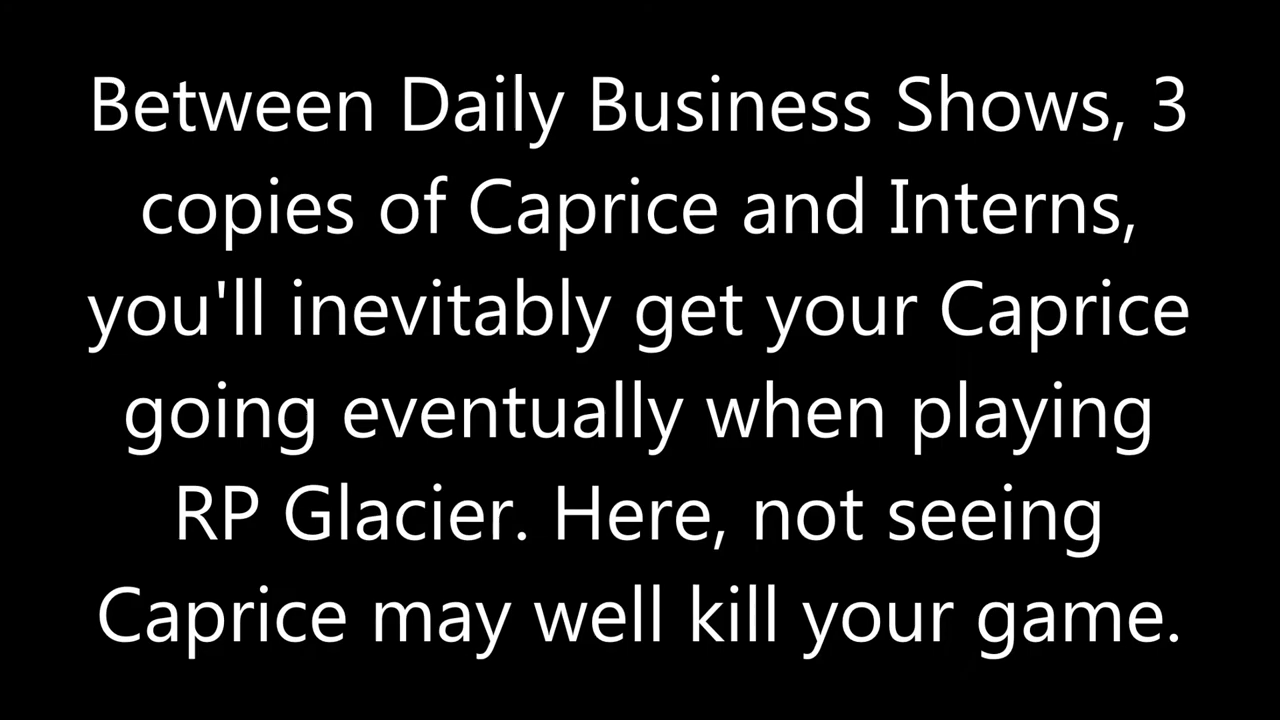 Between Daily Business Shows, 3
copies of Caprice and Interns,
you'll inevitably get your Caprice
going eventually when playing
RP Glacier. Here, not seeing
Caprice may well kill your game.